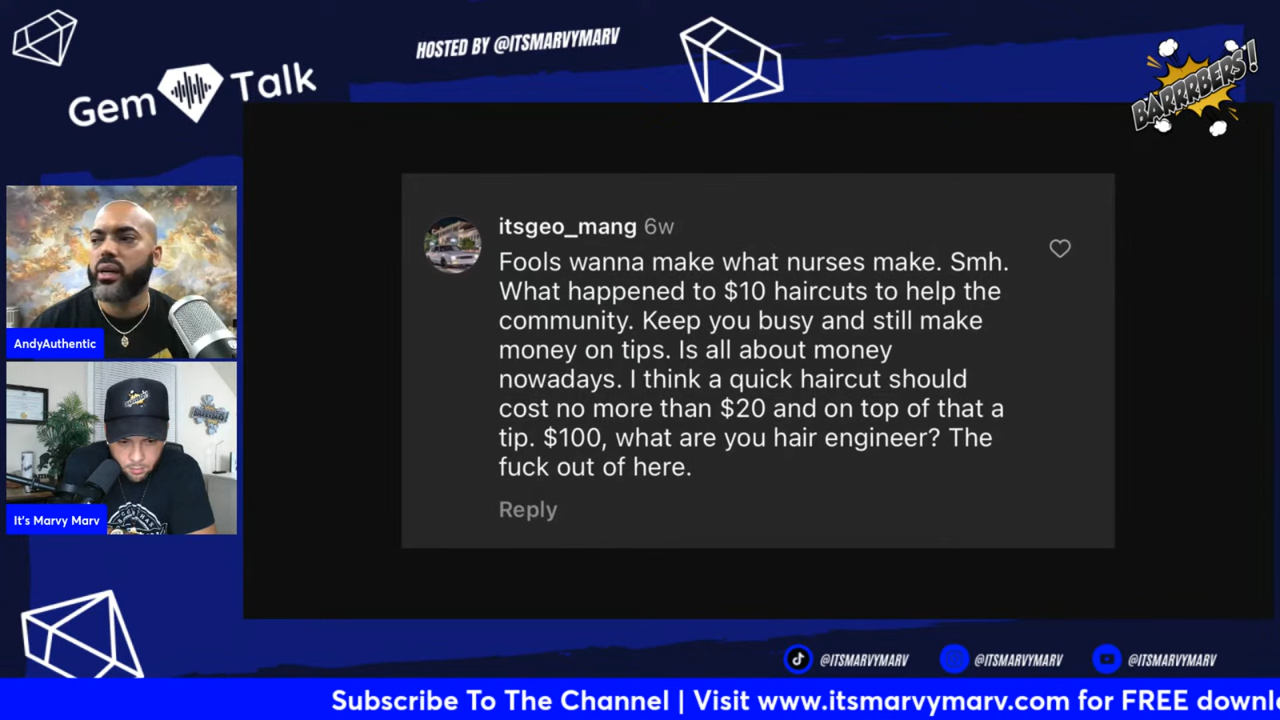 HOSTED BY @ITSMARVYMARV
Gem Talk
BARRRBERS!
itsgeo_mang 6w
Fools wanna make what nurses make. Smh.
What happened to $10 haircuts to help the
community. Keep you busy and still make
money on tips. Is all about money
nowadays. I think a quick haircut should
cost no more than $20 and on top of that a
tip. $100, what are you hair engineer? The
fuck out of here.
Reply
AndyAuthentic
It's Marvy Marv
@ITSMARVYMARV
@ITSMARVYMARV
@ITSMARVYMARV
Subscribe To The Channel | Visit www.itsmarvymarv.com for FREE downl